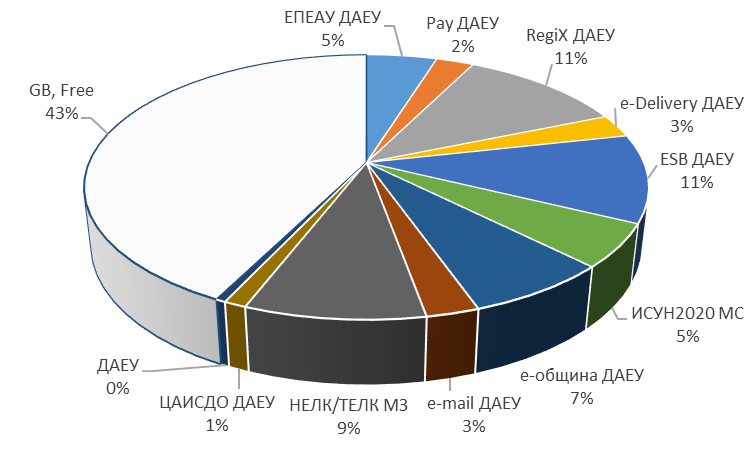 ЕПЕАУ ДАЕУ
5%
Pay ДАЕУ
2%
RegiX ДАЕУ
11%
e-Delivery ДАЕУ
3%
ESB ДАЕУ
11%
ИСУН2020 МС
5%
е-община ДАЕУ
7%
e-mail ДАЕУ
3%
НЕЛК/ТЕЛК МЗ
9%
ЦАИСДО ДАЕУ
1%
ДАЕУ
0%
GB, Free
43%